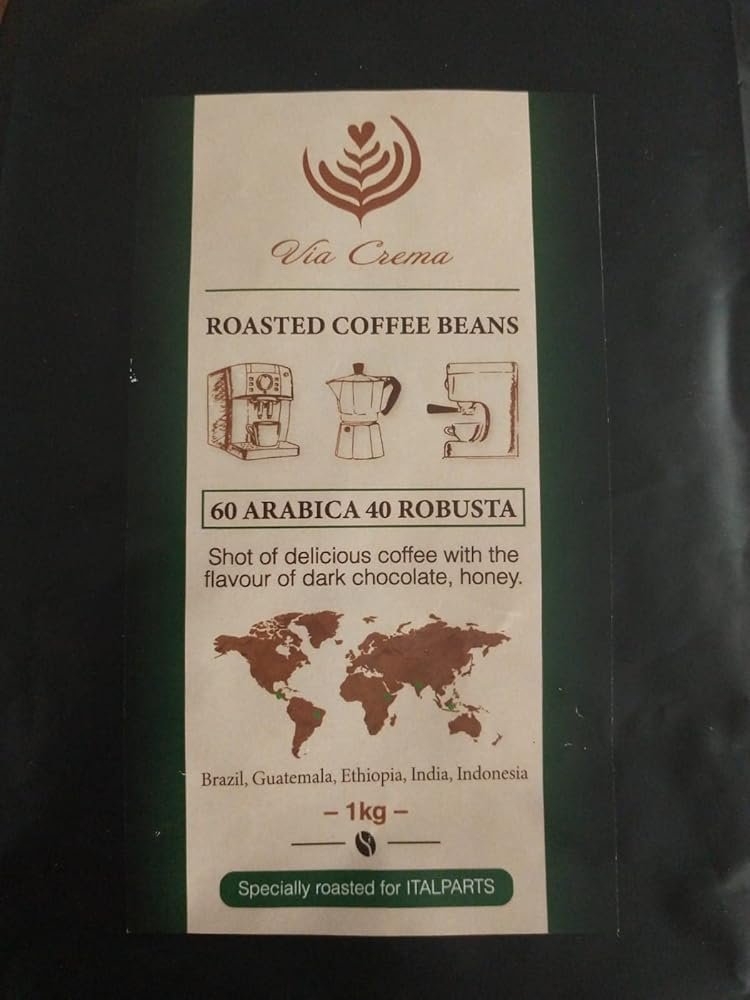 Via Crema
ROASTED COFFEE BEANS
60 ARABICA 40 ROBUSTA
Shot of delicious coffee with the
flavour of dark chocolate, honey.
Brazil, Guatemala, Ethiopia, India, Indonesia
– 1kg –
Specially roasted for ITALPARTS